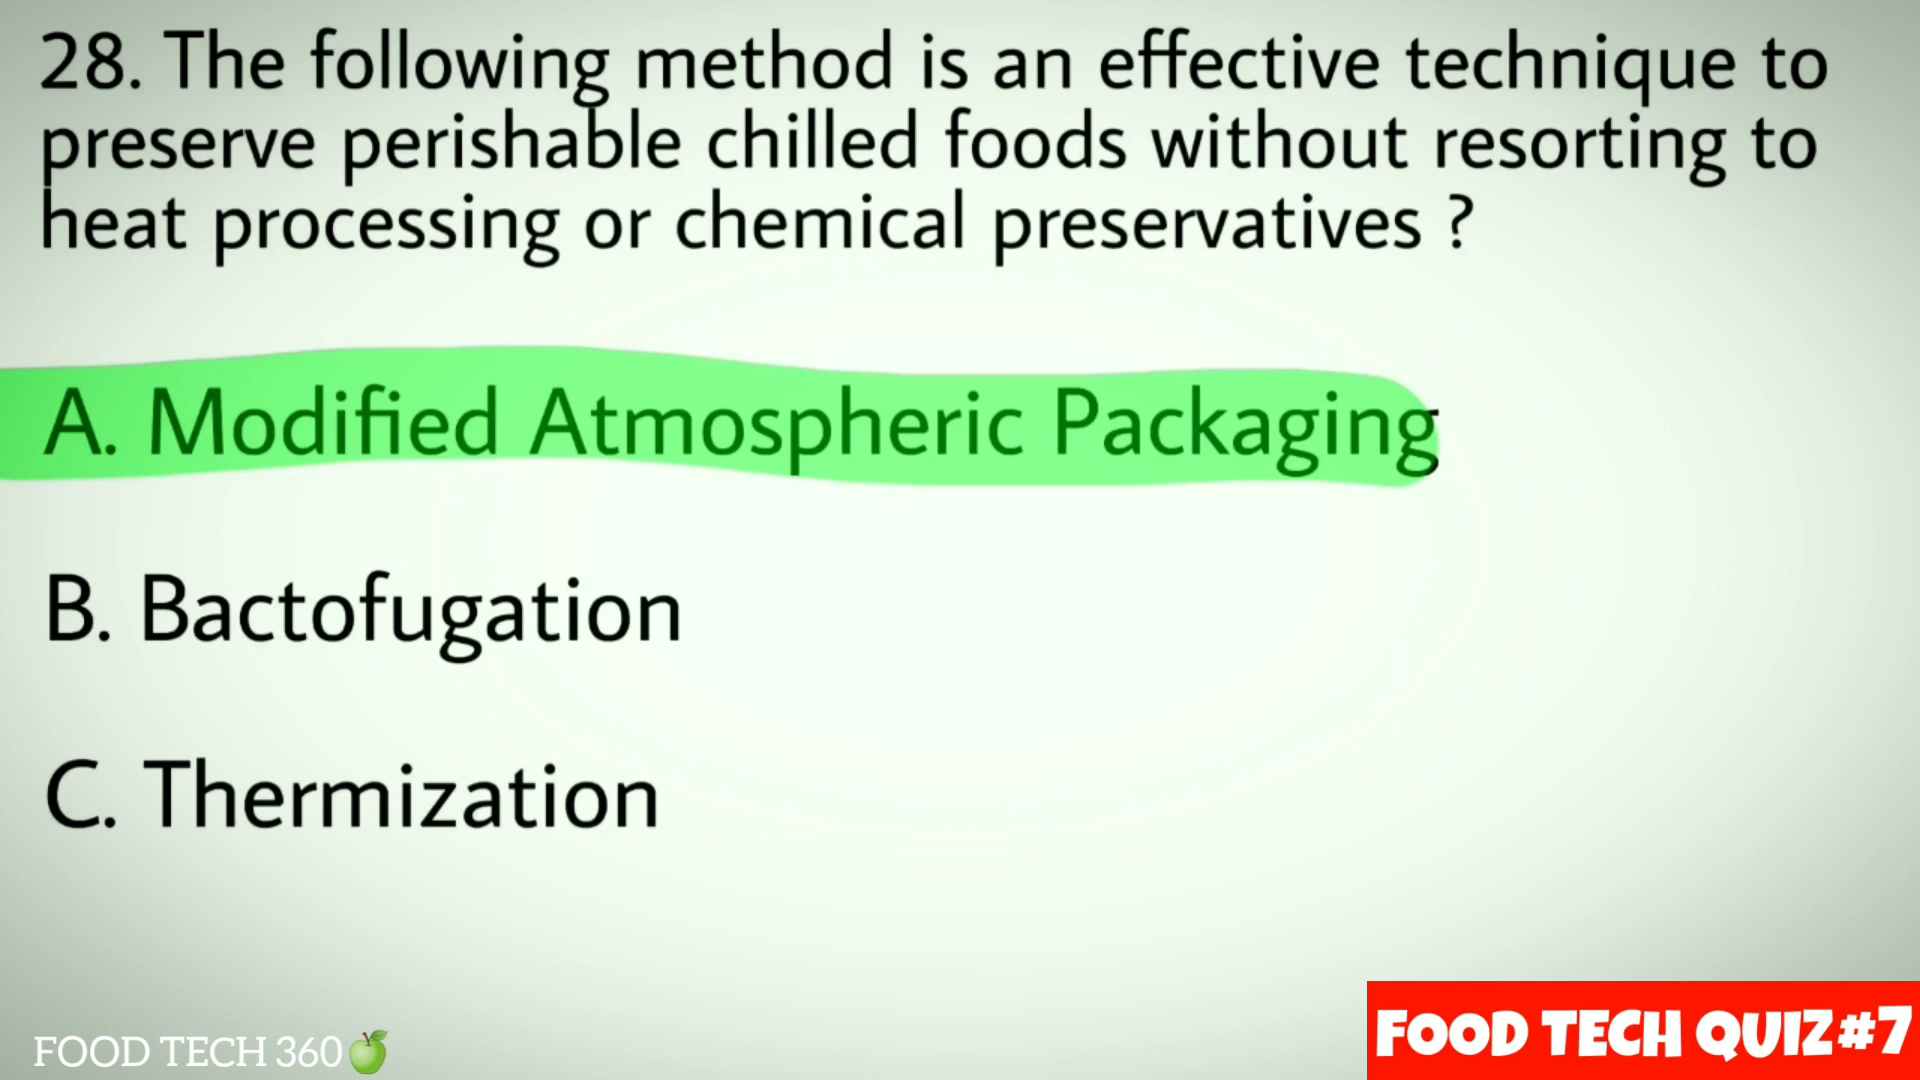 28. The following method is an effective technique to
preserve perishable chilled foods without resorting to
heat processing or chemical preservatives ?
A. Modified Atmospheric Packaging
B. Bactofugation
C. Thermization
FOOD TECH 360
FOOD TECH QUIZ#7